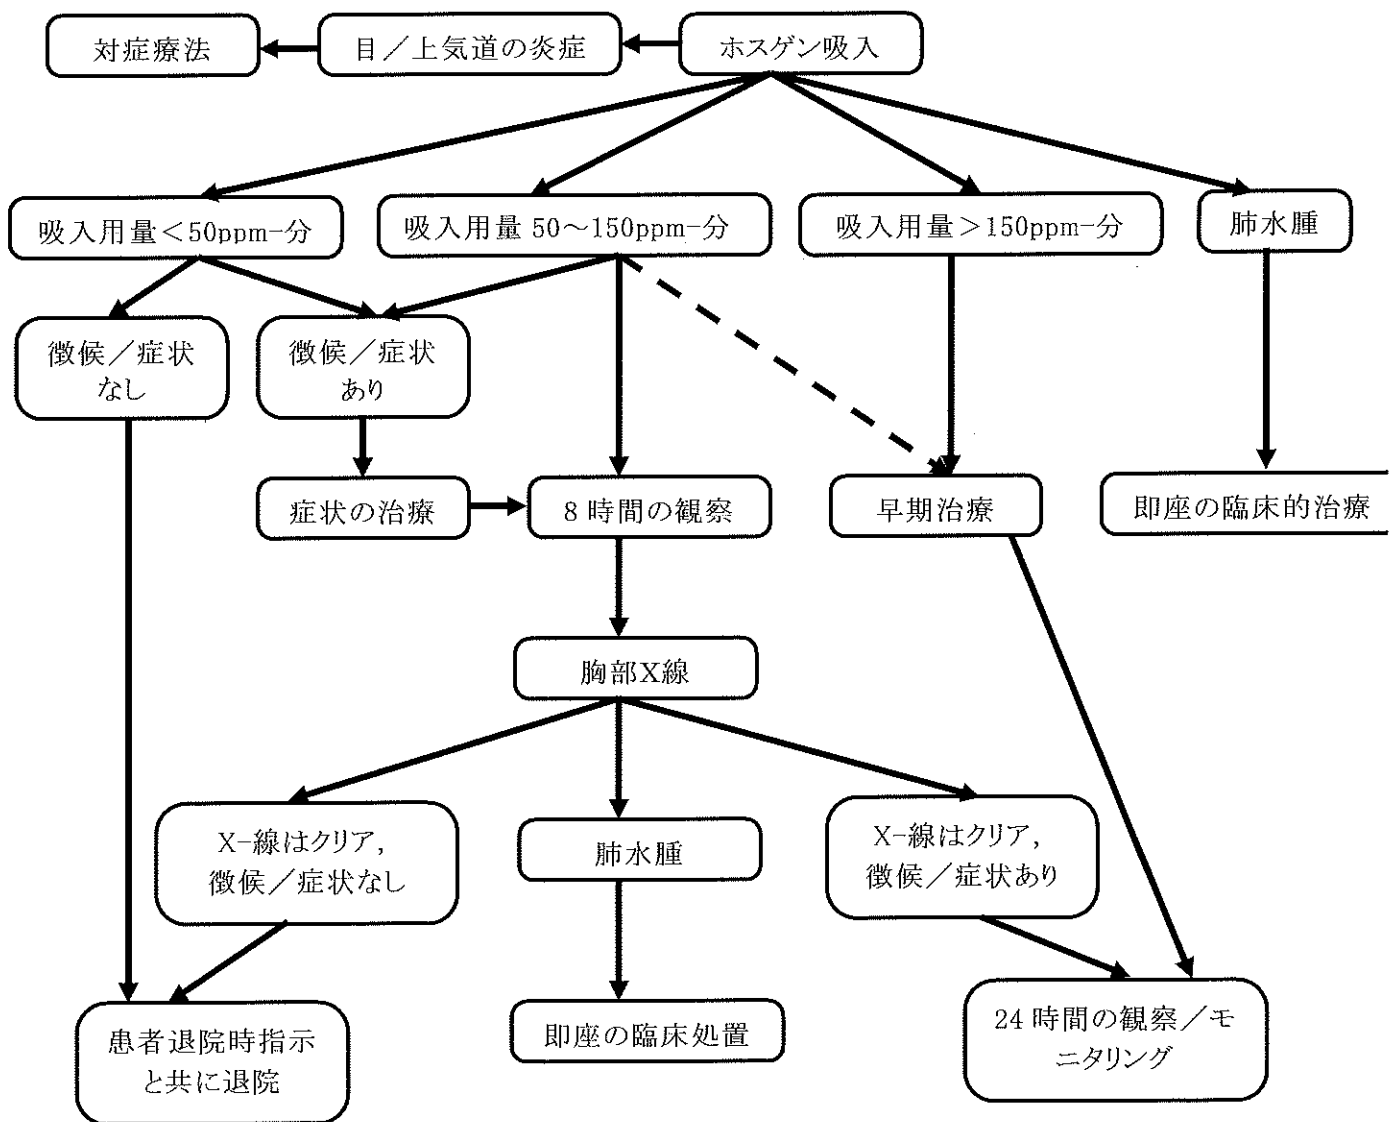 対症療法
目／上気道の炎症
ホスゲン吸入
吸入用量＜50ppm-分
吸入用量 50～150ppm-分
吸入用量＞150ppm-分
肺水腫
徴候／症状
なし
徴候／症状
あり
症状の治療
8 時間の観察
早期治療
即座の臨床的治療
胸部X線
X-線はクリア,
徴候／症状なし
肺水腫
X-線はクリア,
徴候／症状あり
患者退院時指示
と共に退院
即座の臨床処置
24 時間の観察／モ
ニタリング